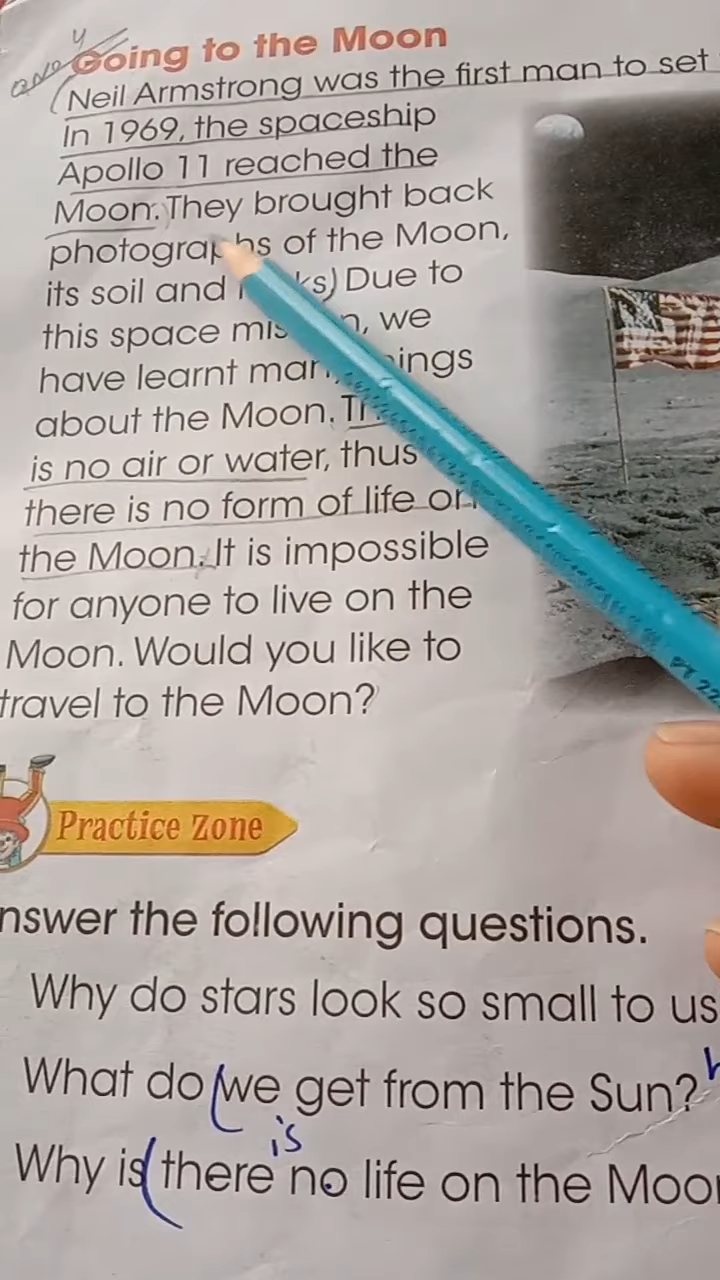 Going to the Moon
Neil Armstrong was the first man to set
In 1969, the spaceship
Apollo 11 reached the
Moon. They brought back
photographs of the Moon,
its soil and ks) Due to
this space mis n, we
have learnt man ings
about the Moon. Th
is no air or water, thus
there is no form of life on
the Moon. It is impossible
for anyone to live on the
Moon. Would you like to
travel to the Moon?
Practice Zone
nswer the following questions.
Why do stars look so small to us
What do (we get from the Sun?
is
Why is (there no life on the Moo